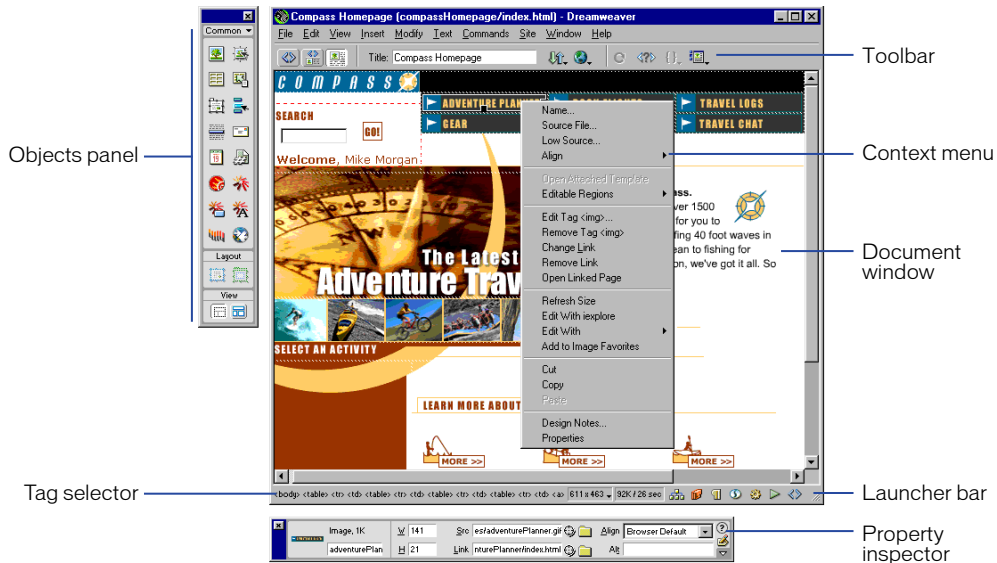 Compass Homepage (compassHomepage/index.html) - Dreamweaver
File Edit View Insert Modify Text Commands Site Window Help
Title: Compass Homepage
Common
Layout
View
COMPASS
ADVENTURE PLANNER
TRAVEL LOGS
GEAR
TRAVEL CHAT
SEARCH
GO!
Welcome, Mike Morgan
The Latest
Adventure Trav
SELECT AN ACTIVITY
LEARN MORE ABOUT
MORE >>
MORE >>
MORE >>
Name...
Source File...
Low Source...
Align
Open Attached Template
Editable Regions
Edit Tag <img>...
Remove Tag <img>
Change Link
Remove Link
Open Linked Page
Refresh Size
Edit With iexplore
Edit With
Add to Image Favorites
Cut
Copy
Paste
Design Notes...
Properties
ss.
ver 1500
for you to
fing 40 foot waves in
ean to fishing for
on, we've got it all. So
<body> <table> <tr> <td> <table> <tr> <td> <table> <tr> <td> <table> <tr> <td> <a> 611 x 463 92K / 26 sec
Image, 1K W 141 Src es/adventurePlanner.gif Align Browser Default
adventurePlan H 21 Link nturePlanner/index.html Alt
Objects panel
Tag selector
Toolbar
Context menu
Document
window
Launcher bar
Property
inspector